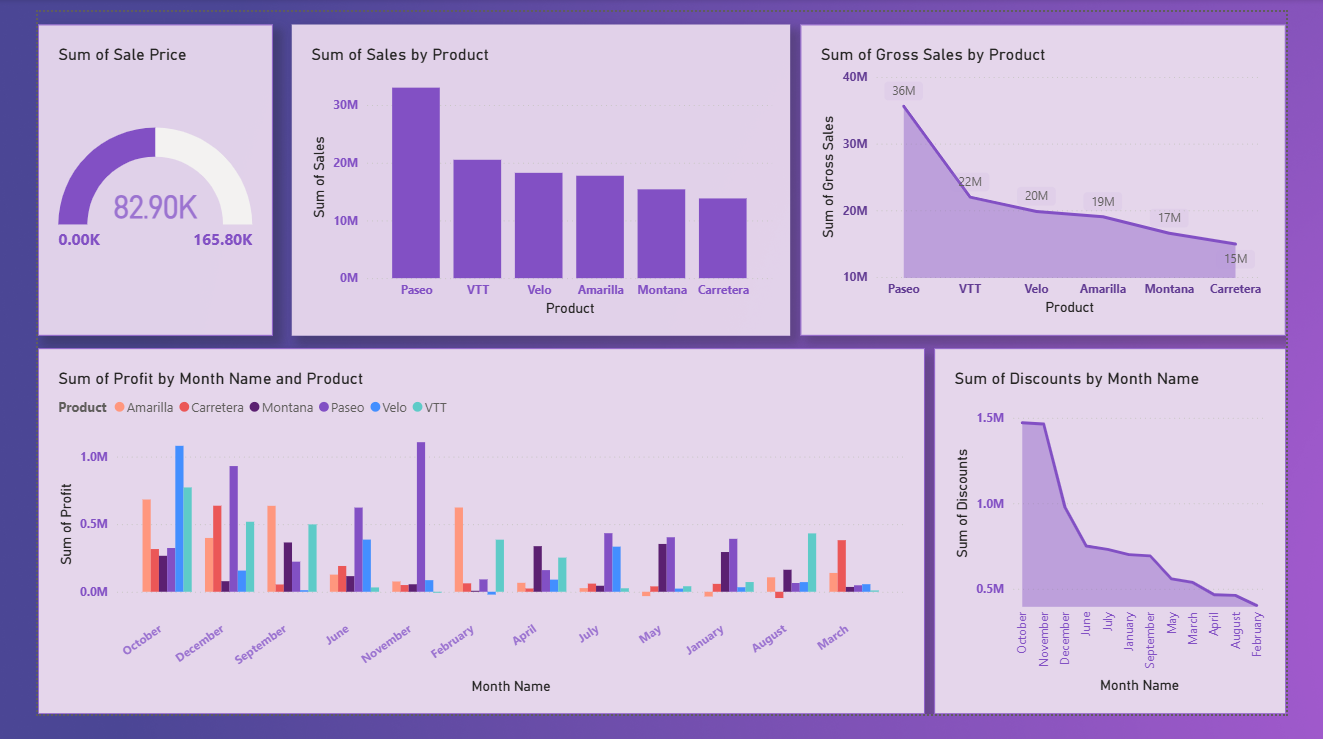 Sum of Sale Price
82.90K
0.00K 165.80K
Sum of Sales by Product
Sum of Sales
30M
20M
10M
0M
Paseo VTT Velo Amarilla Montana Carretera
Product
Sum of Gross Sales by Product
Sum of Gross Sales
40M
30M
20M
10M
36M
22M
20M
19M
17M
15M
Paseo VTT Velo Amarilla Montana Carretera
Product
Sum of Profit by Month Name and Product
Product Amarilla Carretera Montana Paseo Velo VTT
Sum of Profit
1.0M
0.5M
0.0M
October December September June November February April July May January August March
Month Name
Sum of Discounts by Month Name
Sum of Discounts
1.5M
1.0M
0.5M
October November December June July January September May March April August February
Month Name